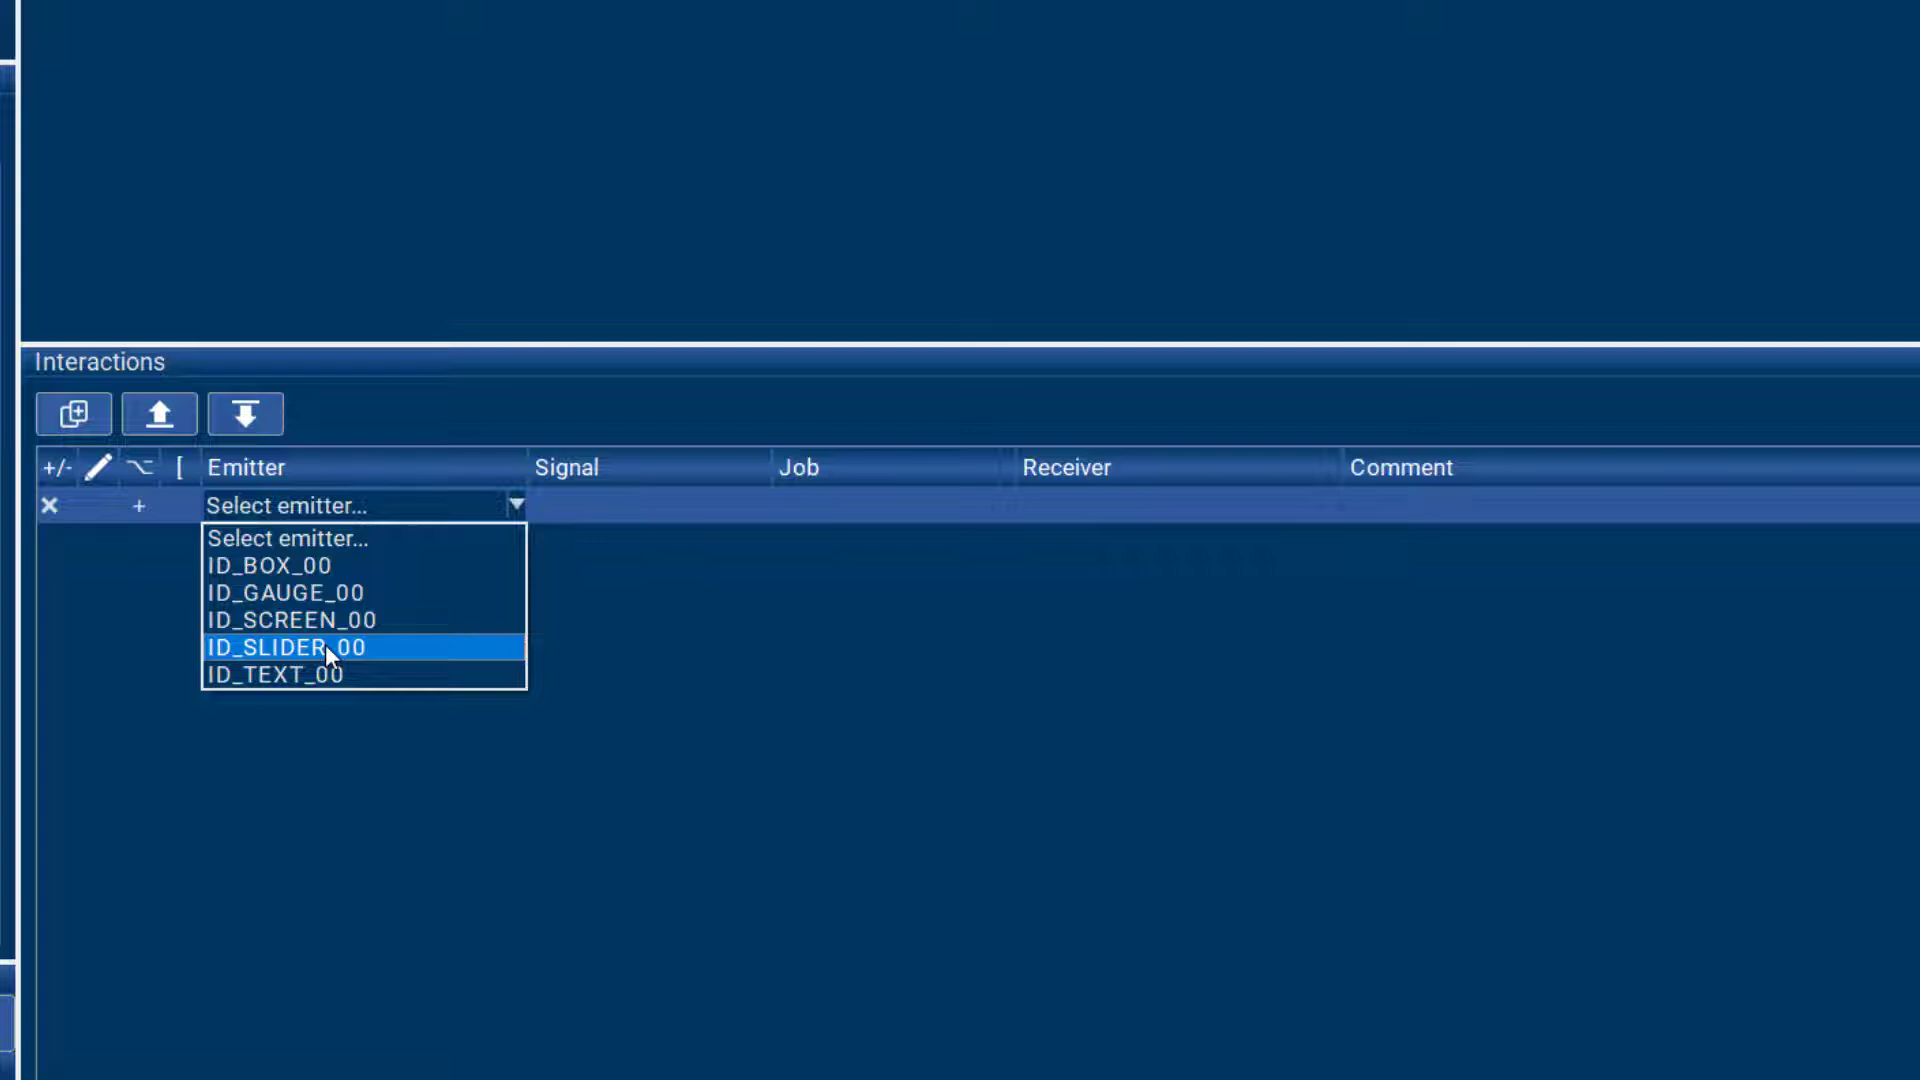 Interactions
+/- [ Emitter Signal Job Receiver Comment
+ Select emitter...
Select emitter...
ID_BOX_00
ID_GAUGE_00
ID_SCREEN_00
ID_SLIDER_00
ID_TEXT_00